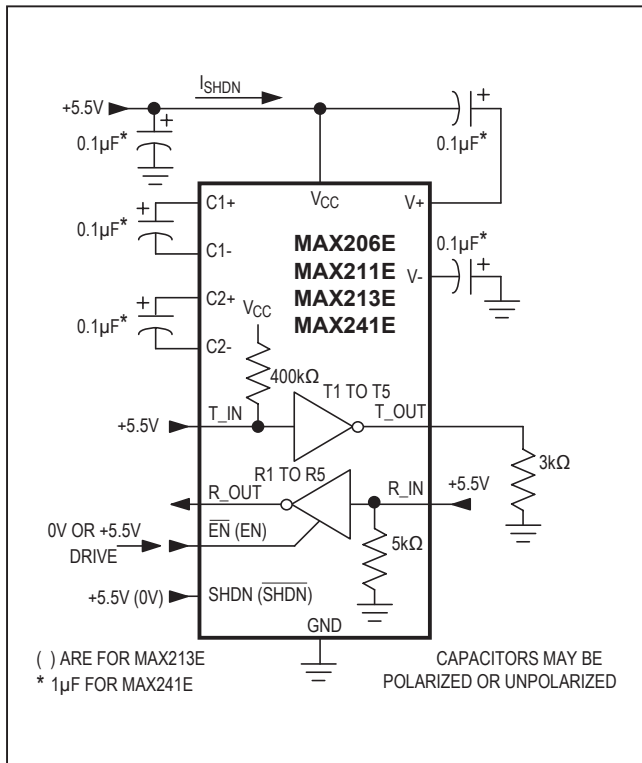 I_SHDN
+5.5V
+
0.1µF*
+
0.1µF*
C1+
V_CC
V+
+
0.1µF*
C1-
MAX206E
MAX211E
MAX213E
MAX241E
0.1µF*
V-
+
+
0.1µF*
C2+
C2-
V_CC
400kΩ
T1 TO T5
+5.5V
T_IN
T_OUT
3kΩ
R_OUT
R1 TO R5
R_IN
+5.5V
0V OR +5.5V
DRIVE
E̅N̅ (EN)
5kΩ
+5.5V (0V)
SHDN (S̅H̅D̅N̅)
GND
( ) ARE FOR MAX213E
* 1µF FOR MAX241E
CAPACITORS MAY BE
POLARIZED OR UNPOLARIZED